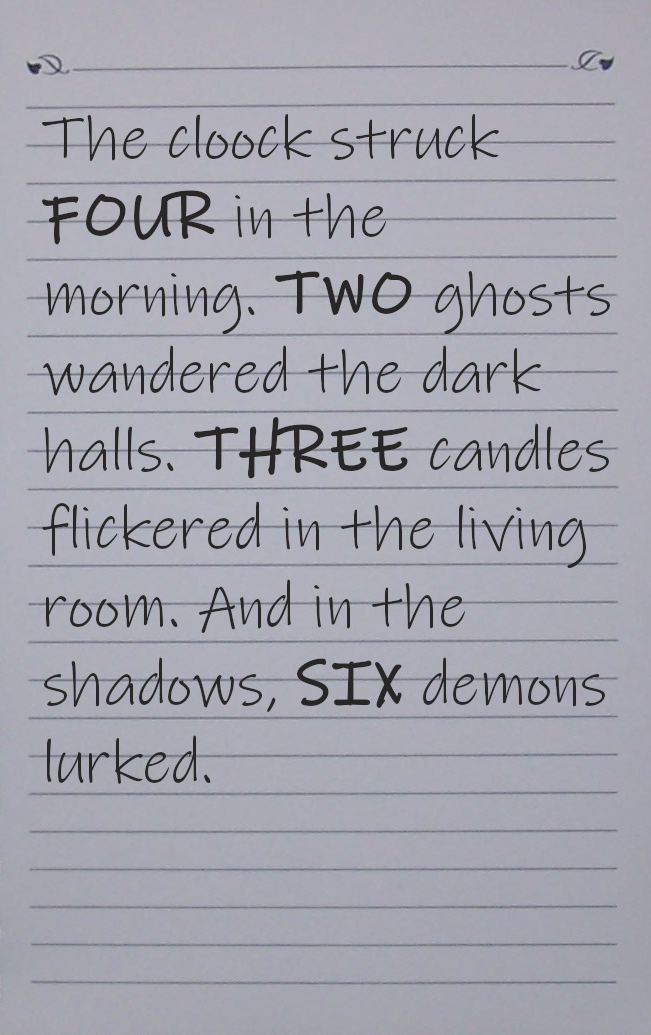 The cloock struck
FOUR in the
morning. TWO ghosts
wandered the dark
halls. THREE candles
flickered in the living
room. And in the
shadows, SIX demons
lurked.